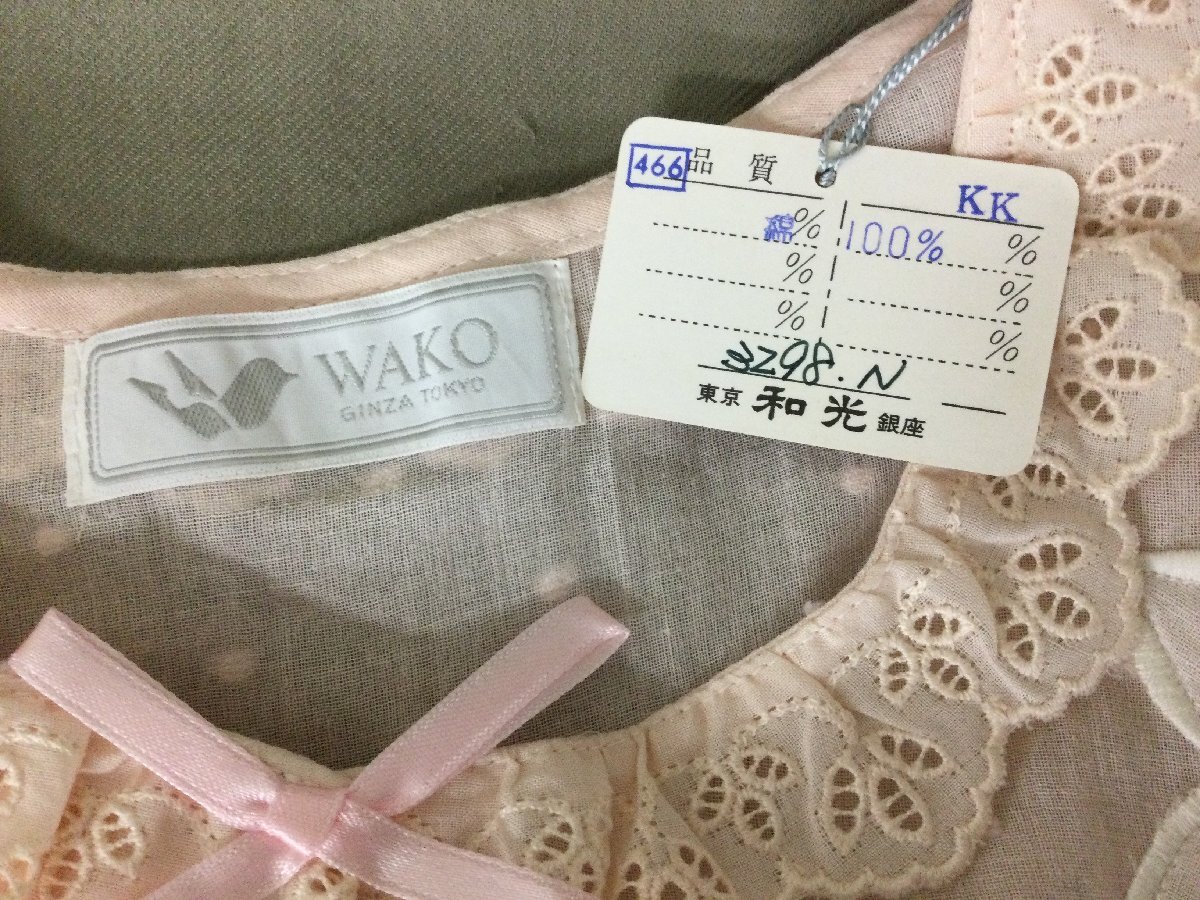 WAKO
GINZA TOKYO
466 品 質
KK
綿 % 100% %
% %
% %
3298.N
東京 和光 銀座